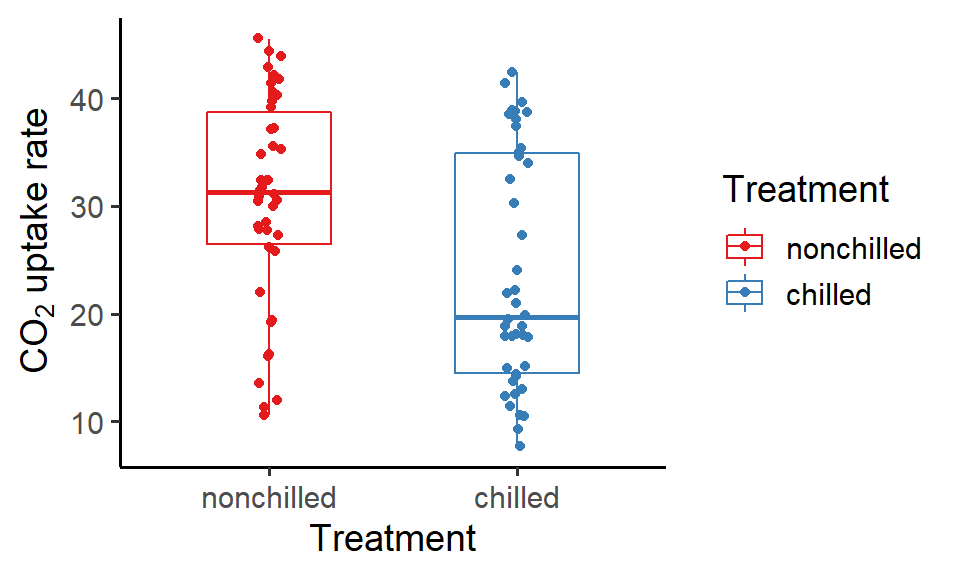 CO₂ uptake rate
40
30
20
10
nonchilled
chilled
Treatment
Treatment
nonchilled
chilled